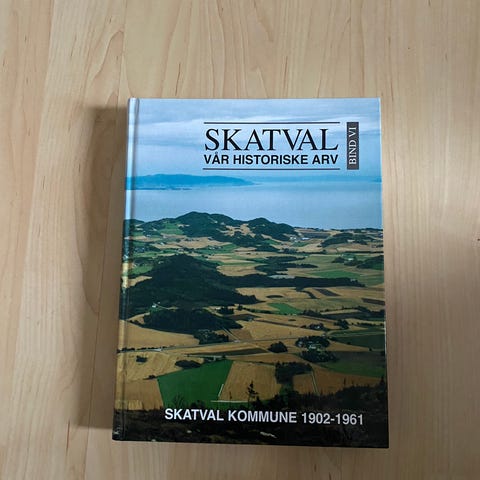 SKATVAL
VÅR HISTORISKE ARV
BIND VI
SKATVAL KOMMUNE 1902-1961